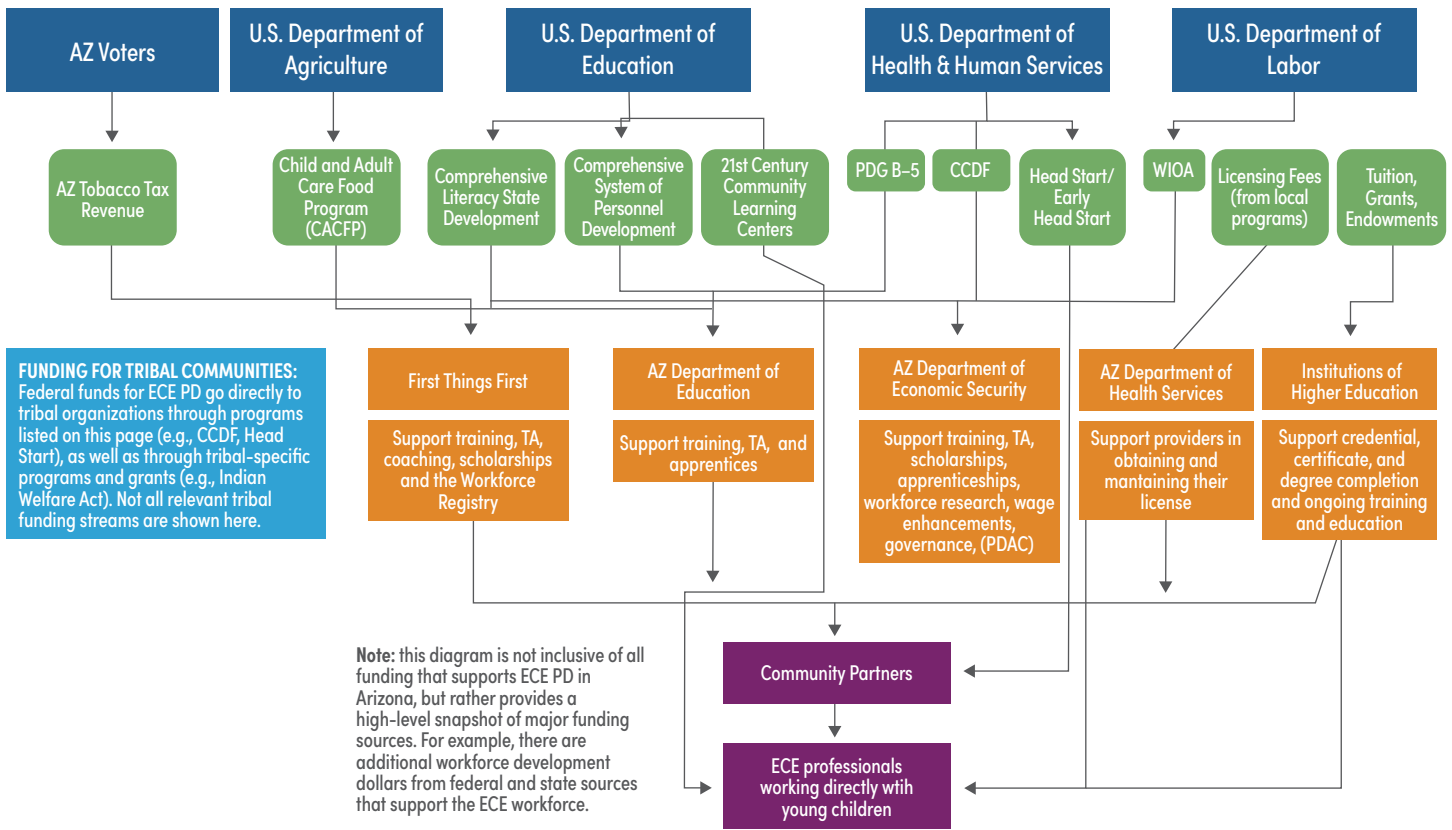 AZ Voters
U.S. Department of
Agriculture
U.S. Department of
Education
U.S. Department of
Health & Human Services
U.S. Department of
Labor
AZ Tobacco Tax
Revenue
Child and Adult
Care Food
Program
(CACFP)
Comprehensive
Literacy State
Development
Comprehensive
System of
Personnel
Development
21st Century
Community
Learning
Centers
PDG B–5
CCDF
Head Start/
Early
Head Start
WIOA
Licensing Fees
(from local
programs)
Tuition,
Grants,
Endowments
FUNDING FOR TRIBAL COMMUNITIES:
Federal funds for ECE PD go directly to
tribal organizations through programs
listed on this page (e.g., CCDF, Head
Start), as well as through tribal-specific
programs and grants (e.g., Indian
Welfare Act). Not all relevant tribal
funding streams are shown here.
First Things First
Support training, TA,
coaching, scholarships
and the Workforce
Registry
AZ Department of
Education
Support training, TA, and
apprentices
AZ Department of
Economic Security
Support training, TA,
scholarships,
apprenticeships,
workforce research, wage
enhancements,
governance, (PDAC)
AZ Department of
Health Services
Support providers in
obtaining and
mantaining their
license
Institutions of
Higher Education
Support credential,
certificate, and
degree completion
and ongoing training
and education
Note: this diagram is not inclusive of all
funding that supports ECE PD in
Arizona, but rather provides a
high-level snapshot of major funding
sources. For example, there are
additional workforce development
dollars from federal and state sources
that support the ECE workforce.
Community Partners
ECE professionals
working directly wtih
young children